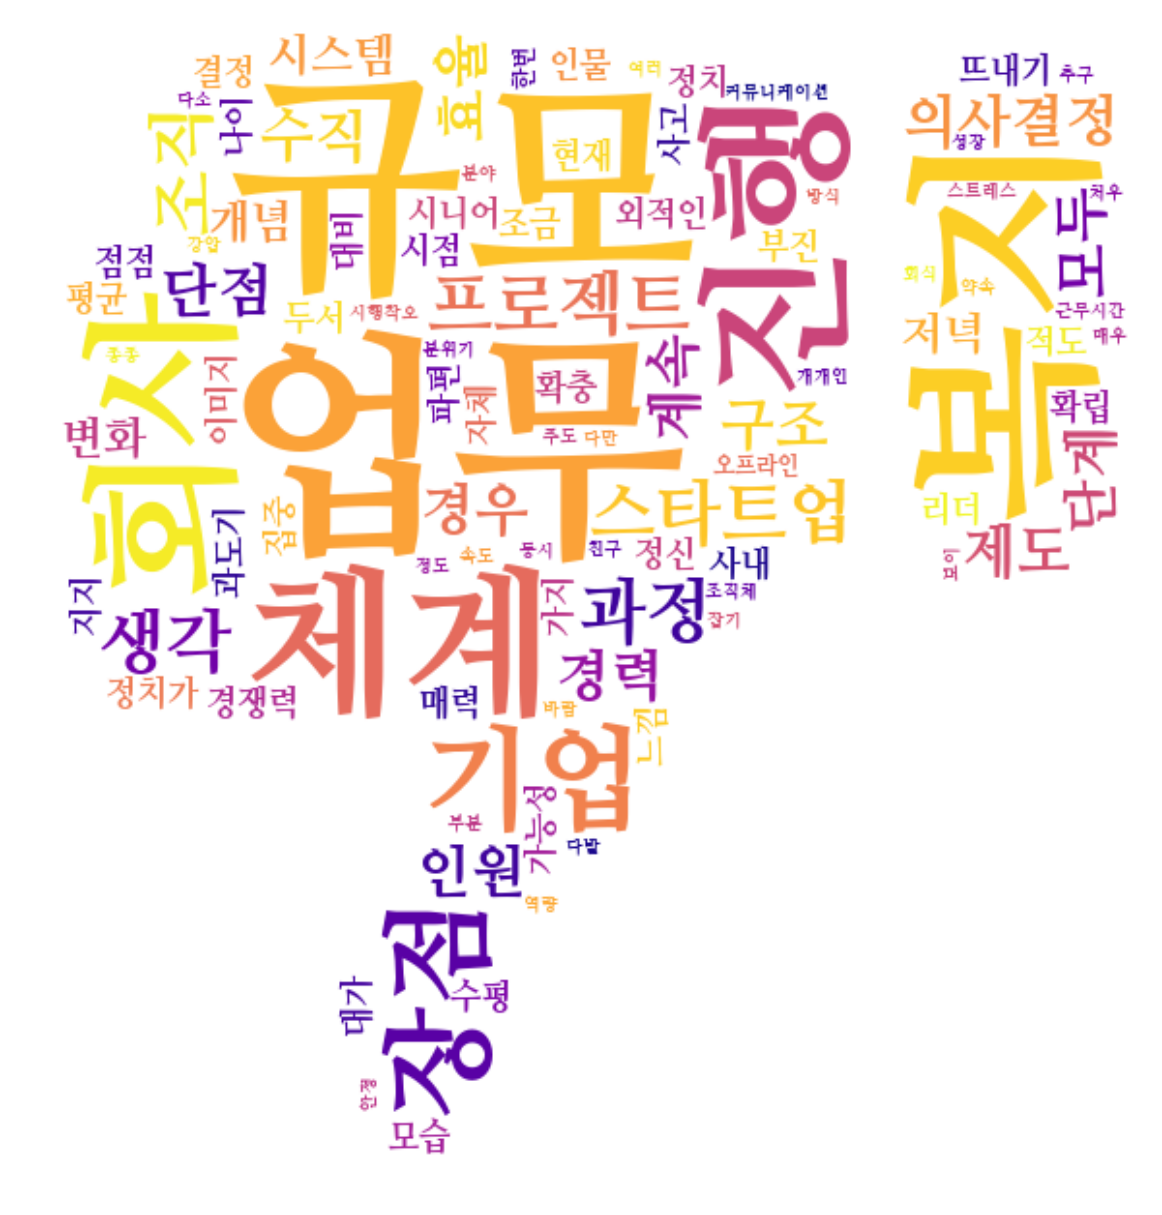 시스템
결정
효율
한번
인물
여러
정치
커뮤니케이션
다소
나이
조직
수직
규모
현재
사고
진행
분야
방식
개념
강압
대비
시점
시니어
조금
외적인
부진
점점
평균
단점
두서
시행착오
프로젝트
회사
종종
이미지
업무
분위기
파편
자체
확충
주도
다만
계속
개개인
구조
오프라인
변화
집중
과도기
경우
스타트업
정도
속도
동시
친구
정신
사내
조직체
잡기
지지
생각
체계
가지
과정
경력
정치가
경쟁력
매력
바람
느낌
기업
가능성
부분
다발
인원
역량
장점
수평
대가
안정
모습
뜨내기
추구
의사결정
성장
복지
스트레스
처우
모두
회식
약속
근무시간
저녁
적도
매우
확립
리더
단계
제도